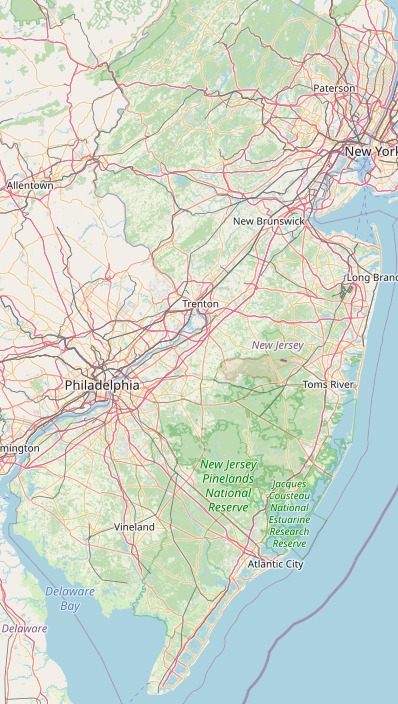 Paterson
New York
Allentown
New Brunswick
Long Branc
Trenton
New Jersey
Philadelphia
Toms River
mington
New Jersey
Pinelands
National
Reserve
Jacques
Cousteau
National
Estuarine
Research
Reserve
Vineland
Atlantic City
Delaware
Bay
Delaware